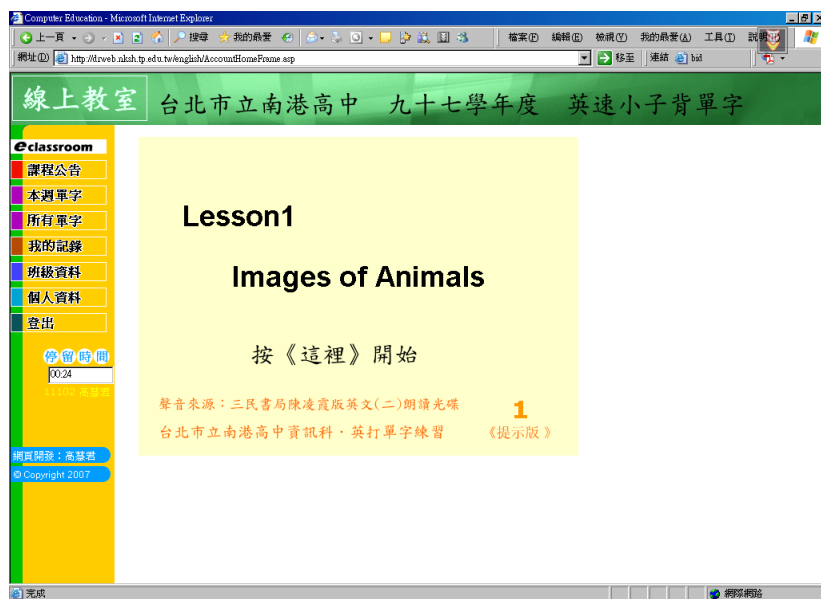 Computer Education - Microsoft Internet Explorer
上一頁 搜尋 我的最愛 檔案(F) 編輯(E) 檢視(V) 我的最愛(A) 工具(T)
網址(D) http://drweb.nksh.tp.edu.tw/english/AccountHomeFrame.asp 移至 連結 bid
線上教室 台北市立南港高中 九十七學年度 英速小子背單字
eclassroom
課程公告
本週單字
所有單字
我的記錄
班級資料
個人資料
登出
停留時間
00:24
11102 高慧君
網頁開發：高慧君
© Copyright 2007
Lesson1
Images of Animals
按《這裡》開始
聲音來源：三民書局陳凌霞版英文(二)朗讀光碟
台北市立南港高中資訊科‧英打單字練習
1
《提示版》
完成 網際網路